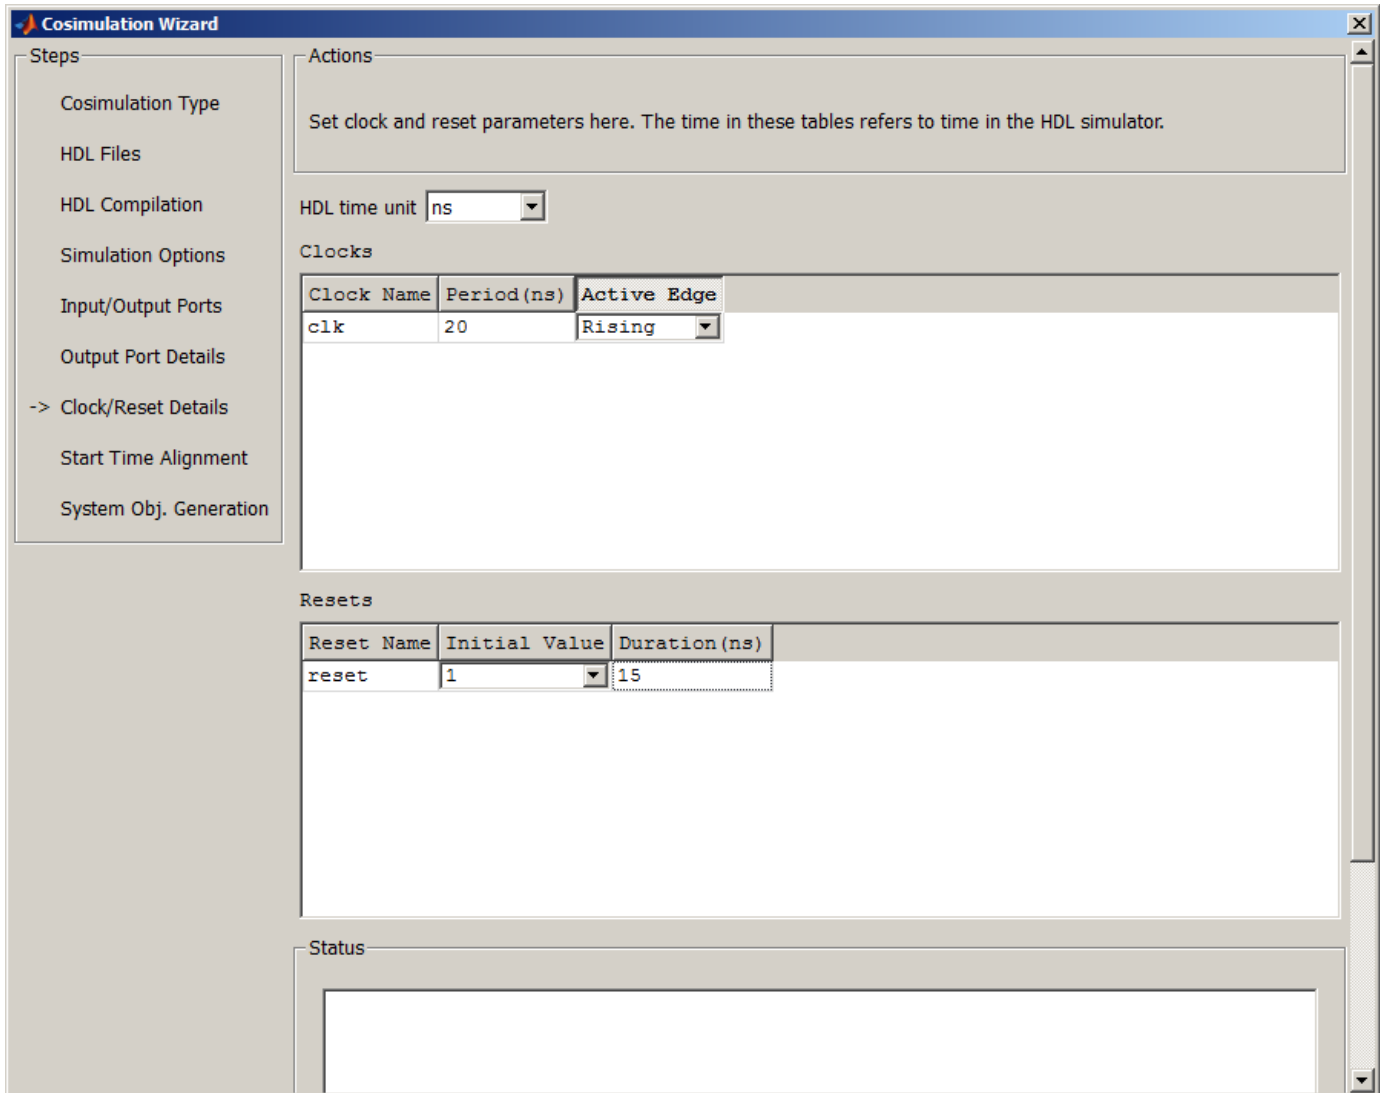 Cosimulation Wizard
Steps
Cosimulation Type
HDL Files
HDL Compilation
Simulation Options
Input/Output Ports
Output Port Details
-> Clock/Reset Details
Start Time Alignment
System Obj. Generation
Actions
Set clock and reset parameters here. The time in these tables refers to time in the HDL simulator.
HDL time unit ns
Clocks
Clock Name Period(ns) Active Edge
clk 20 Rising
Resets
Reset Name Initial Value Duration(ns)
reset 1 15
Status